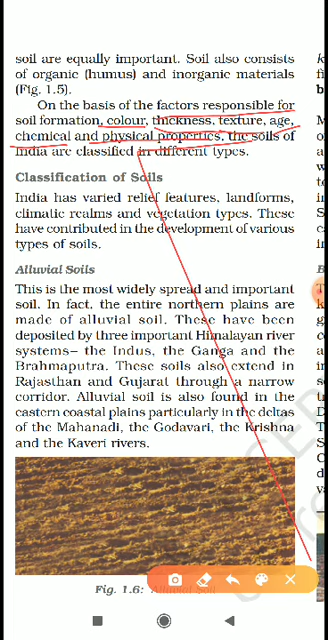 soil are equally important. Soil also consists
of organic (humus) and inorganic materials
(Fig. 1.5).
On the basis of the factors responsible for
soil formation, colour, thickness, texture, age,
chemical and physical properties, the soils of
India are classified in different types.
Classification of Soils
India has varied relief features, landforms,
climatic realms and vegetation types. These
have contributed in the development of various
types of soils.
Alluvial Soils
This is the most widely spread and important
soil. In fact, the entire northern plains are
made of alluvial soil. These have been
deposited by three important Himalayan river
systems– the Indus, the Ganga and the
Brahmaputra. These soils also extend in
Rajasthan and Gujarat through a narrow
corridor. Alluvial soil is also found in the
eastern coastal plains particularly in the deltas
of the Mahanadi, the Godavari, the Krishna
and the Kaveri rivers.
Fig. 1.6: Alluvial Soil